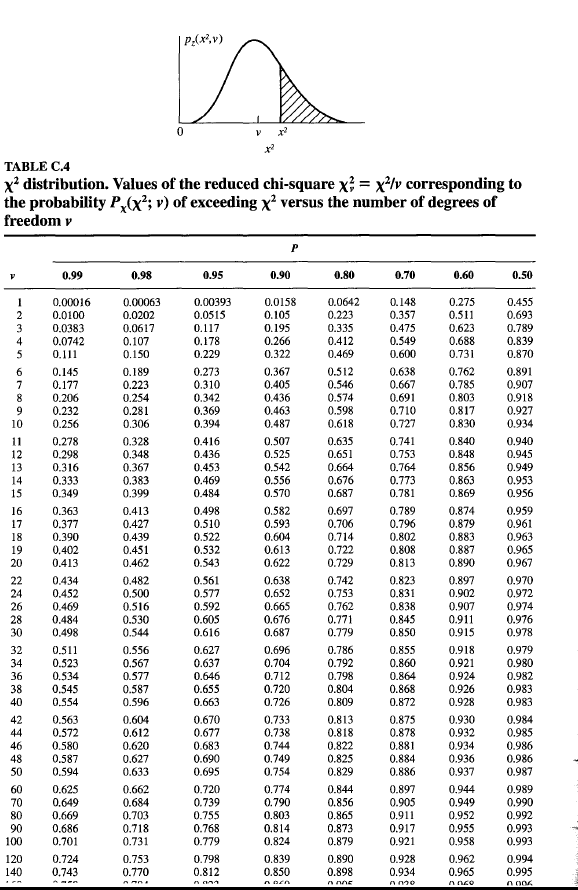 p_z(x²,ν)
0 ν x²
x²
TABLE C.4
χ² distribution. Values of the reduced chi-square χ²_ν = χ²/ν corresponding to
the probability P_χ(χ²; ν) of exceeding χ² versus the number of degrees of
freedom ν
P
ν 0.99 0.98 0.95 0.90 0.80 0.70 0.60 0.50
1 0.00016 0.00063 0.00393 0.0158 0.0642 0.148 0.275 0.455
2 0.0100 0.0202 0.0515 0.105 0.223 0.357 0.511 0.693
3 0.0383 0.0617 0.117 0.195 0.335 0.475 0.623 0.789
4 0.0742 0.107 0.178 0.266 0.412 0.549 0.688 0.839
5 0.111 0.150 0.229 0.322 0.469 0.600 0.731 0.870
6 0.145 0.189 0.273 0.367 0.512 0.638 0.762 0.891
7 0.177 0.223 0.310 0.405 0.546 0.667 0.785 0.907
8 0.206 0.254 0.342 0.436 0.574 0.691 0.803 0.918
9 0.232 0.281 0.369 0.463 0.598 0.710 0.817 0.927
10 0.256 0.306 0.394 0.487 0.618 0.727 0.830 0.934
11 0.278 0.328 0.416 0.507 0.635 0.741 0.840 0.940
12 0.298 0.348 0.436 0.525 0.651 0.753 0.848 0.945
13 0.316 0.367 0.453 0.542 0.664 0.764 0.856 0.949
14 0.333 0.383 0.469 0.556 0.676 0.773 0.863 0.953
15 0.349 0.399 0.484 0.570 0.687 0.781 0.869 0.956
16 0.363 0.413 0.498 0.582 0.697 0.789 0.874 0.959
17 0.377 0.427 0.510 0.593 0.706 0.796 0.879 0.961
18 0.390 0.439 0.522 0.604 0.714 0.802 0.883 0.963
19 0.402 0.451 0.532 0.613 0.722 0.808 0.887 0.965
20 0.413 0.462 0.543 0.622 0.729 0.813 0.890 0.967
22 0.434 0.482 0.561 0.638 0.742 0.823 0.897 0.970
24 0.452 0.500 0.577 0.652 0.753 0.831 0.902 0.972
26 0.469 0.516 0.592 0.665 0.762 0.838 0.907 0.974
28 0.484 0.530 0.605 0.676 0.771 0.845 0.911 0.976
30 0.498 0.544 0.616 0.687 0.779 0.850 0.915 0.978
32 0.511 0.556 0.627 0.696 0.786 0.855 0.918 0.979
34 0.523 0.567 0.637 0.704 0.792 0.860 0.921 0.980
36 0.534 0.577 0.646 0.712 0.798 0.864 0.924 0.982
38 0.545 0.587 0.655 0.720 0.804 0.868 0.926 0.983
40 0.554 0.596 0.663 0.726 0.809 0.872 0.928 0.983
42 0.563 0.604 0.670 0.733 0.813 0.875 0.930 0.984
44 0.572 0.612 0.677 0.738 0.818 0.878 0.932 0.985
46 0.580 0.620 0.683 0.744 0.822 0.881 0.934 0.986
48 0.587 0.627 0.690 0.749 0.825 0.884 0.936 0.986
50 0.594 0.633 0.695 0.754 0.829 0.886 0.937 0.987
60 0.625 0.662 0.720 0.774 0.844 0.897 0.944 0.989
70 0.649 0.684 0.739 0.790 0.856 0.905 0.949 0.990
80 0.669 0.703 0.755 0.803 0.865 0.911 0.952 0.992
90 0.686 0.718 0.768 0.814 0.873 0.917 0.955 0.993
100 0.701 0.731 0.779 0.824 0.879 0.921 0.958 0.993
120 0.724 0.753 0.798 0.839 0.890 0.928 0.962 0.994
140 0.743 0.770 0.812 0.850 0.898 0.934 0.965 0.995